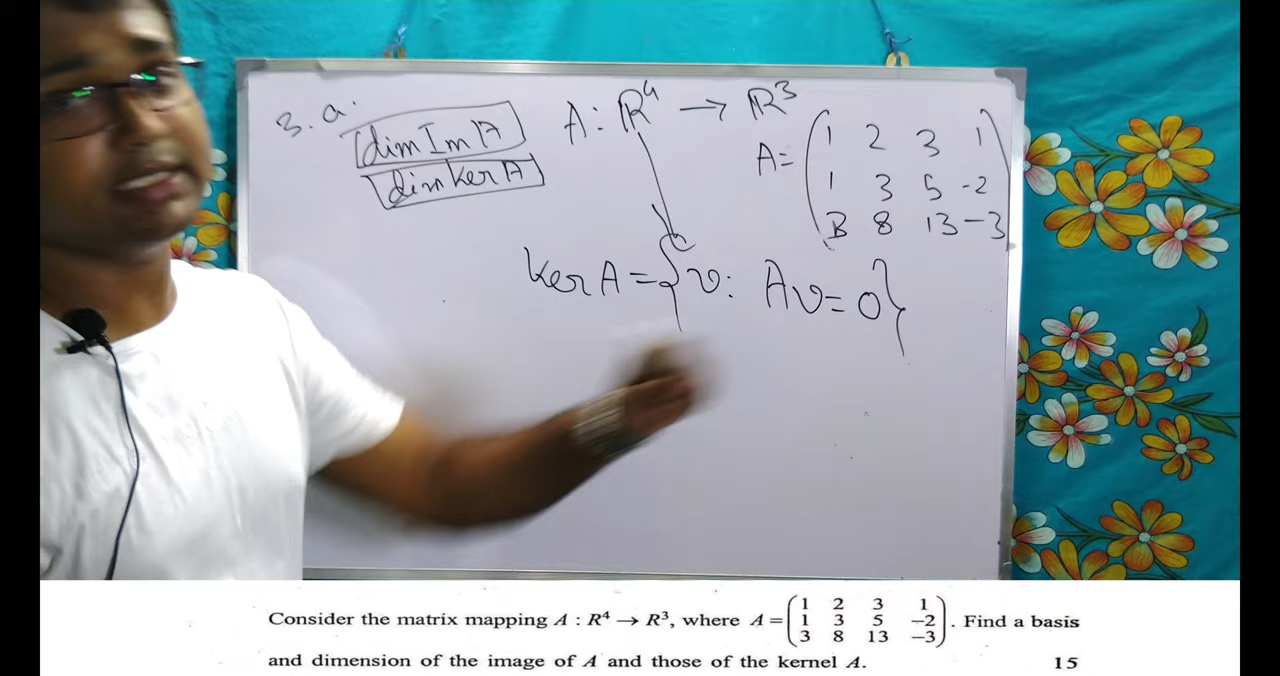 3. a.
dim Im A
dim ker A
A : R⁴ → R³
A = ( 1 2 3 1
1 3 5 -2
3 8 13 -3 )
ker A = { v : Av = 0 }
Consider the matrix mapping A : R⁴ → R³, where A = ( 1 2 3 1
1 3 5 −2
3 8 13 −3 ). Find a basis
and dimension of the image of A and those of the kernel A. 15